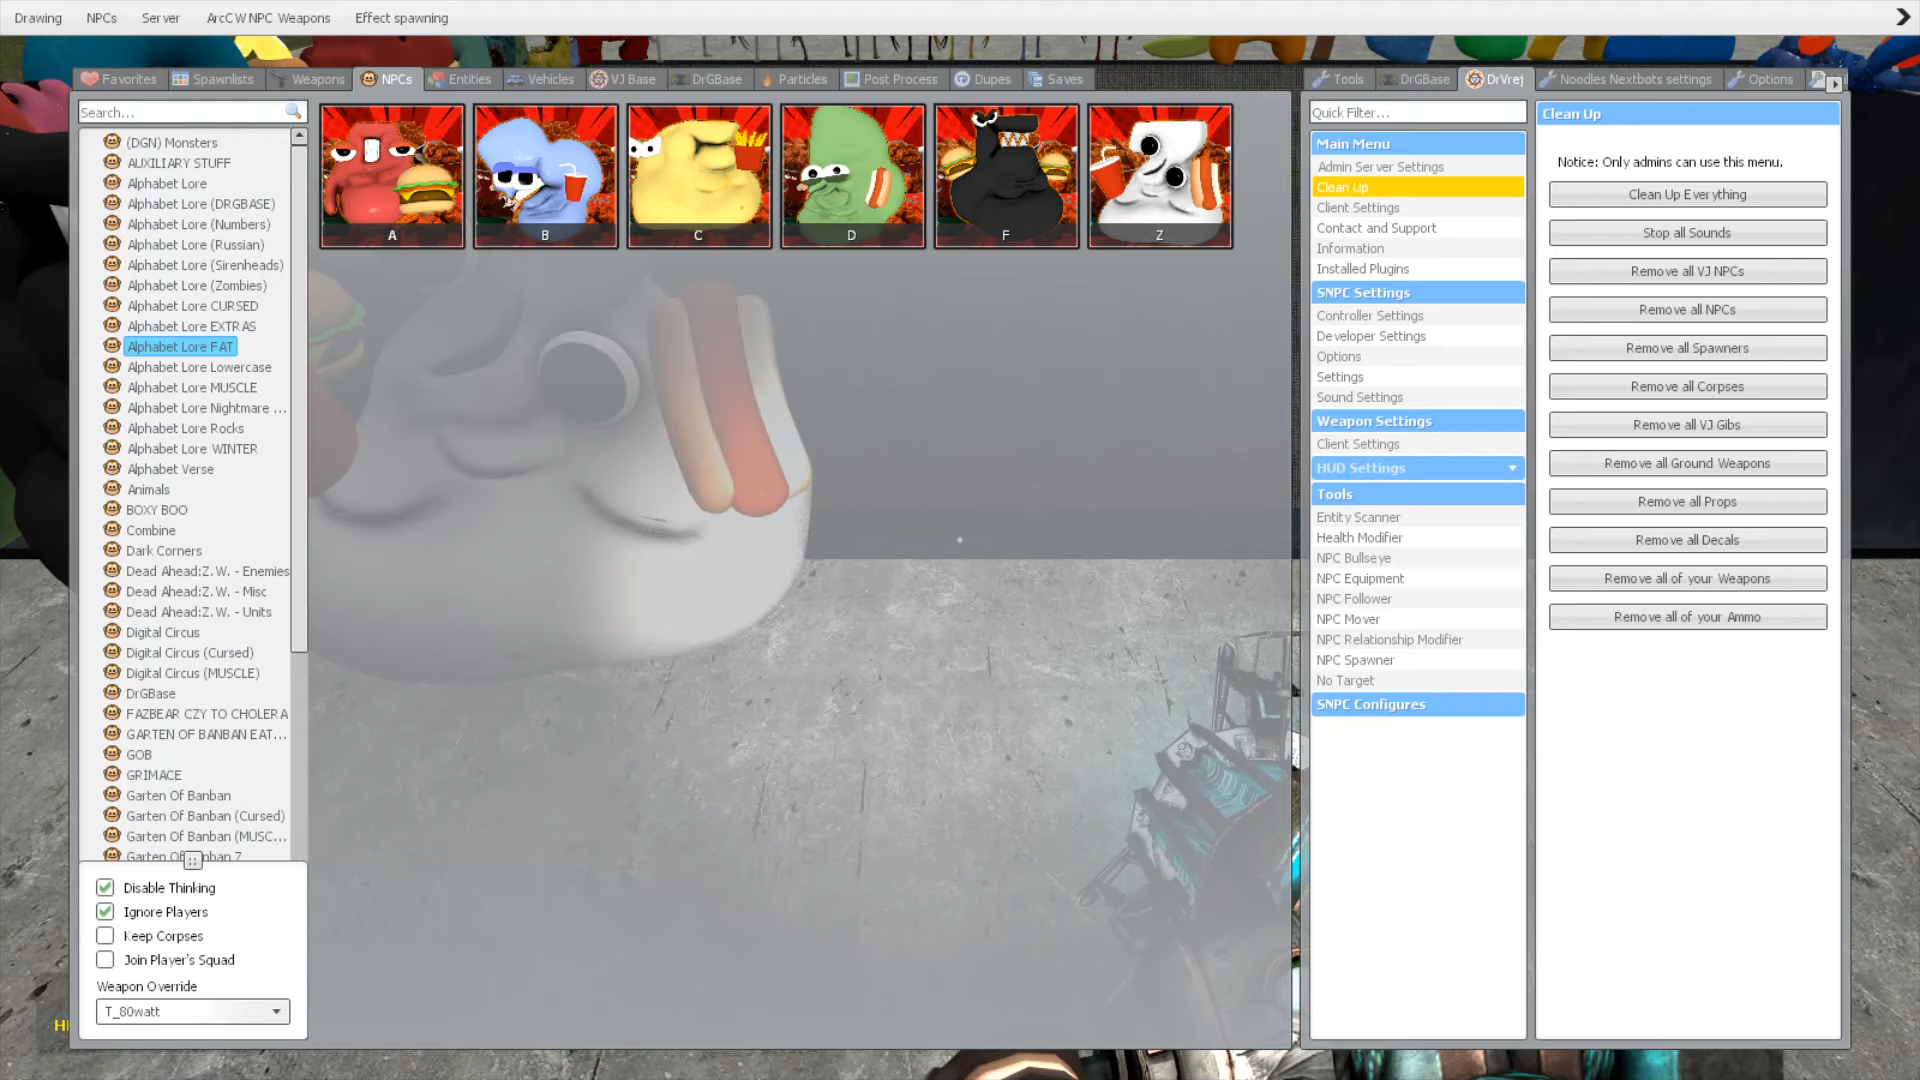 Drawing NPCs Server ArcCW NPC Weapons Effect spawning
Favorites Spawnlists Weapons NPCs Entities Vehicles VJ Base DrGBase Particles Post Process Dupes Saves
Search...
(DGN) Monsters
AUXILIARY STUFF
Alphabet Lore
Alphabet Lore (DRGBASE)
Alphabet Lore (Numbers)
Alphabet Lore (Russian)
Alphabet Lore (Sirenheads)
Alphabet Lore (Zombies)
Alphabet Lore CURSED
Alphabet Lore EXTRAS
Alphabet Lore FAT
Alphabet Lore Lowercase
Alphabet Lore MUSCLE
Alphabet Lore Nightmare ...
Alphabet Lore Rocks
Alphabet Lore WINTER
Alphabet Verse
Animals
BOXY BOO
Combine
Dark Corners
Dead Ahead:Z.W. - Enemies
Dead Ahead:Z.W. - Misc
Dead Ahead:Z.W. - Units
Digital Circus
Digital Circus (Cursed)
Digital Circus (MUSCLE)
DrGBase
FAZBEAR CZY TO CHOLERA
GARTEN OF BANBAN EAT...
GOB
GRIMACE
Garten Of Banban
Garten Of Banban (Cursed)
Garten Of Banban (MUSC...
Disable Thinking
Ignore Players
Keep Corpses
Join Player's Squad
Weapon Override
T_80watt
A B C D F Z
Tools DrGBase DrVrej Noodles Nextbots settings Options
Quick Filter...
Main Menu
Admin Server Settings
Clean Up
Client Settings
Contact and Support
Information
Installed Plugins
SNPC Settings
Controller Settings
Developer Settings
Options
Settings
Sound Settings
Weapon Settings
Client Settings
HUD Settings
Tools
Entity Scanner
Health Modifier
NPC Bullseye
NPC Equipment
NPC Follower
NPC Mover
NPC Relationship Modifier
NPC Spawner
No Target
SNPC Configures
Clean Up
Notice: Only admins can use this menu.
Clean Up Everything
Stop all Sounds
Remove all VJ NPCs
Remove all NPCs
Remove all Spawners
Remove all Corpses
Remove all VJ Gibs
Remove all Ground Weapons
Remove all Props
Remove all Decals
Remove all of your Weapons
Remove all of your Ammo